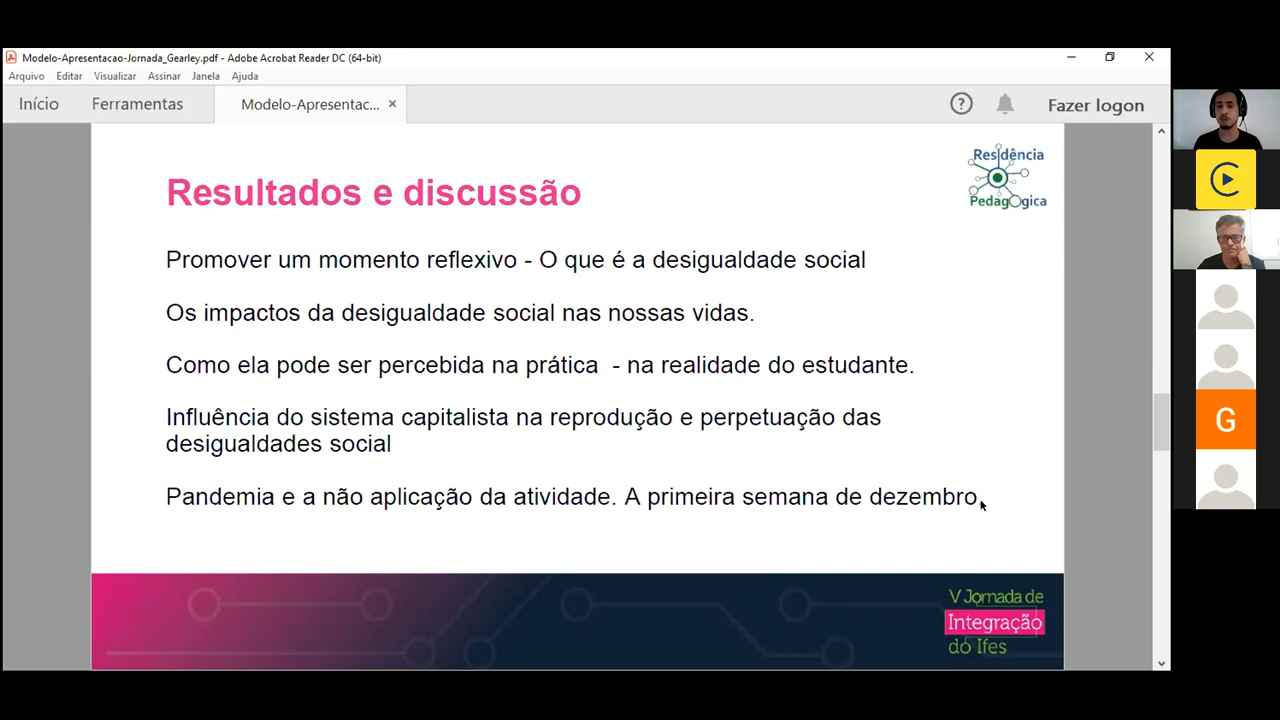 Modelo-Apresentacao-Jornada_Gearley.pdf - Adobe Acrobat Reader DC (64-bit)
Arquivo Editar Visualizar Assinar Janela Ajuda
Início Ferramentas Modelo-Apresentac... × Fazer logon
Residência
Pedagógica
Resultados e discussão
Promover um momento reflexivo - O que é a desigualdade social
Os impactos da desigualdade social nas nossas vidas.
Como ela pode ser percebida na prática - na realidade do estudante.
Influência do sistema capitalista na reprodução e perpetuação das
desigualdades social
Pandemia e a não aplicação da atividade. A primeira semana de dezembro.
V Jornada de
Integração
do Ifes
G